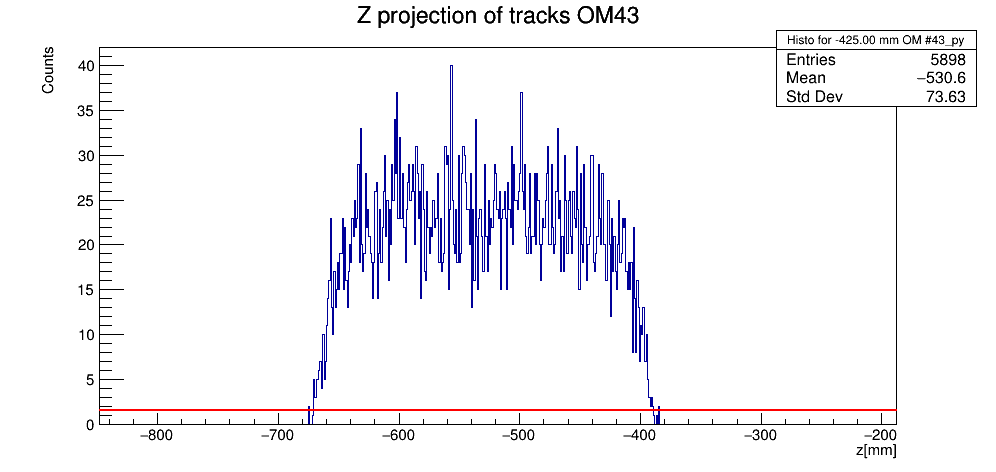 Z projection of tracks OM43
Histo for -425.00 mm OM #43_py
Entries 5898
Mean −530.6
Std Dev 73.63
Counts
40
35
30
25
20
15
10
5
0
−800 −700 −600 −500 −400 −300 −200
z[mm]